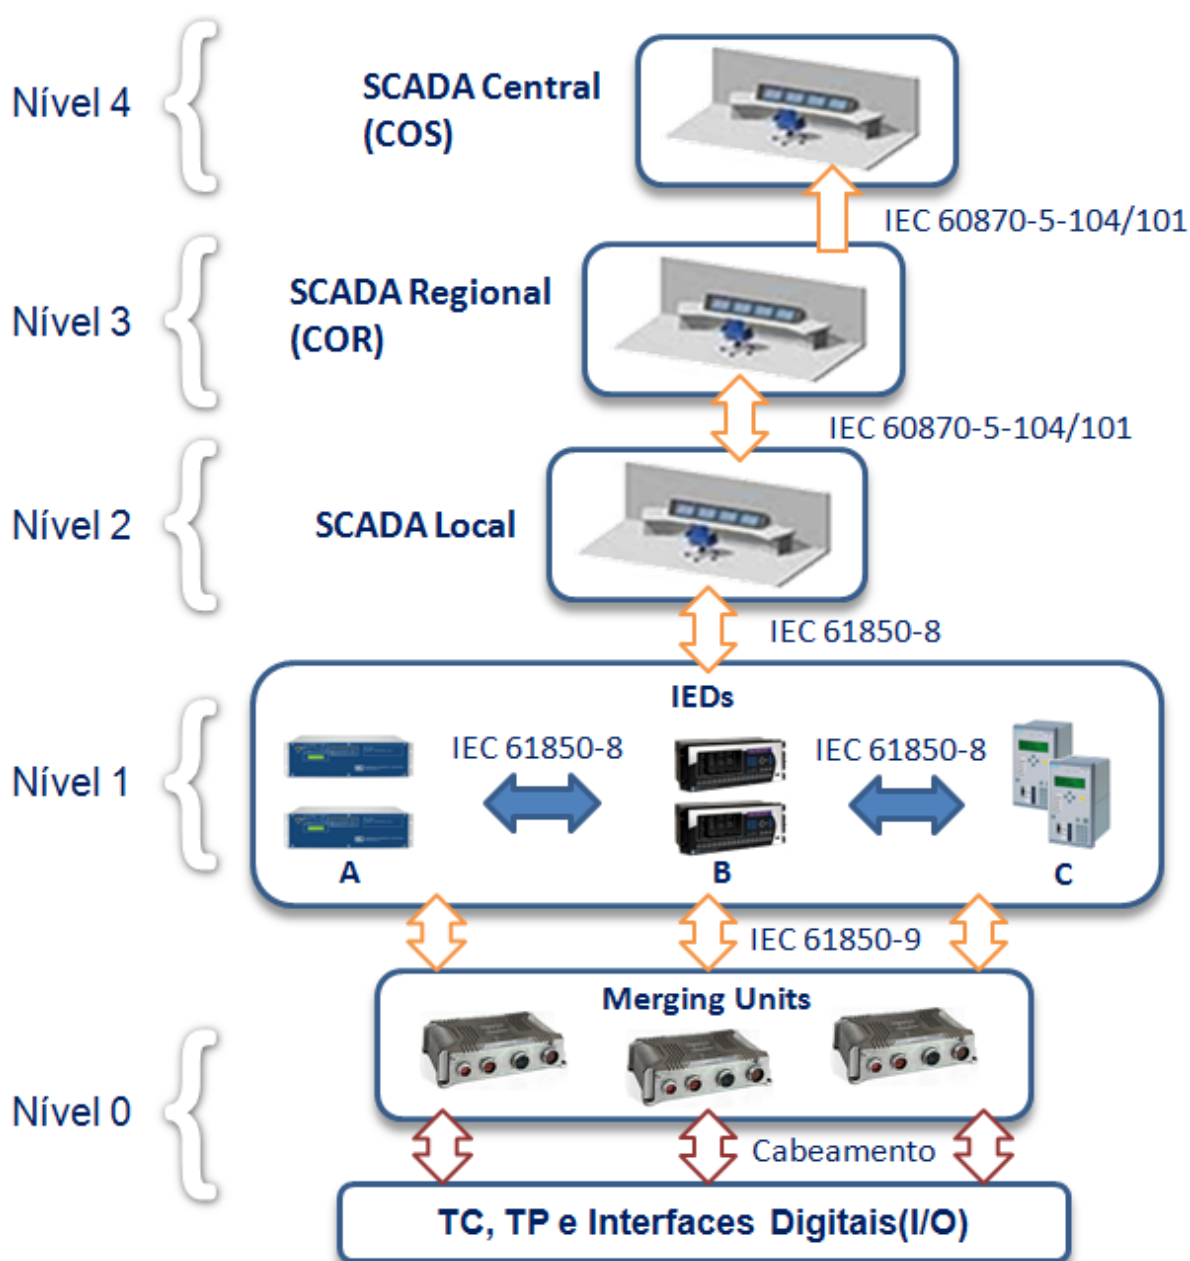 Nível 4
SCADA Central
(COS)
IEC 60870-5-104/101
Nível 3
SCADA Regional
(COR)
IEC 60870-5-104/101
Nível 2
SCADA Local
IEC 61850-8
IEDs
Nível 1
IEC 61850-8
IEC 61850-8
A
B
C
IEC 61850-9
Merging Units
Nível 0
Cabeamento
TC, TP e Interfaces Digitais(I/O)